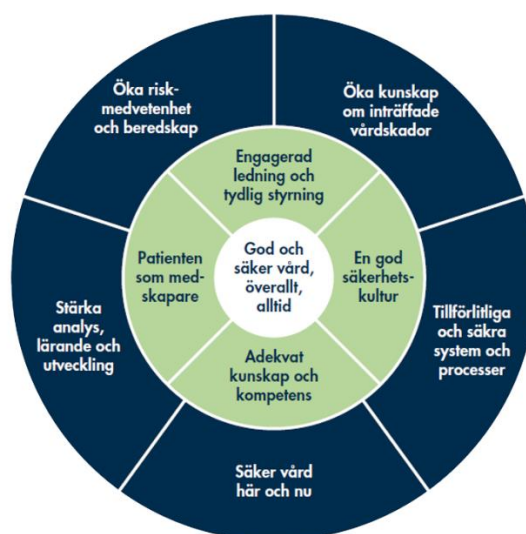 Öka risk-
medvetenhet
och beredskap
Öka kunskap
om inträffade
vårdskador
Engagerad
ledning och
tydlig styrning
Patienten
som med-
skapare
God och
säker vård,
överallt,
alltid
En god
säkerhets-
kultur
Stärka
analys,
lärande och
utveckling
Tillförlitliga
och säkra
system och
processer
Adekvat
kunskap och
kompetens
Säker vård
här och nu